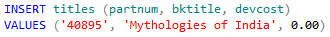 INSERT titles (partnum, bktitle, devcost)
VALUES ('40895', 'Mythologies of India', 0.00)